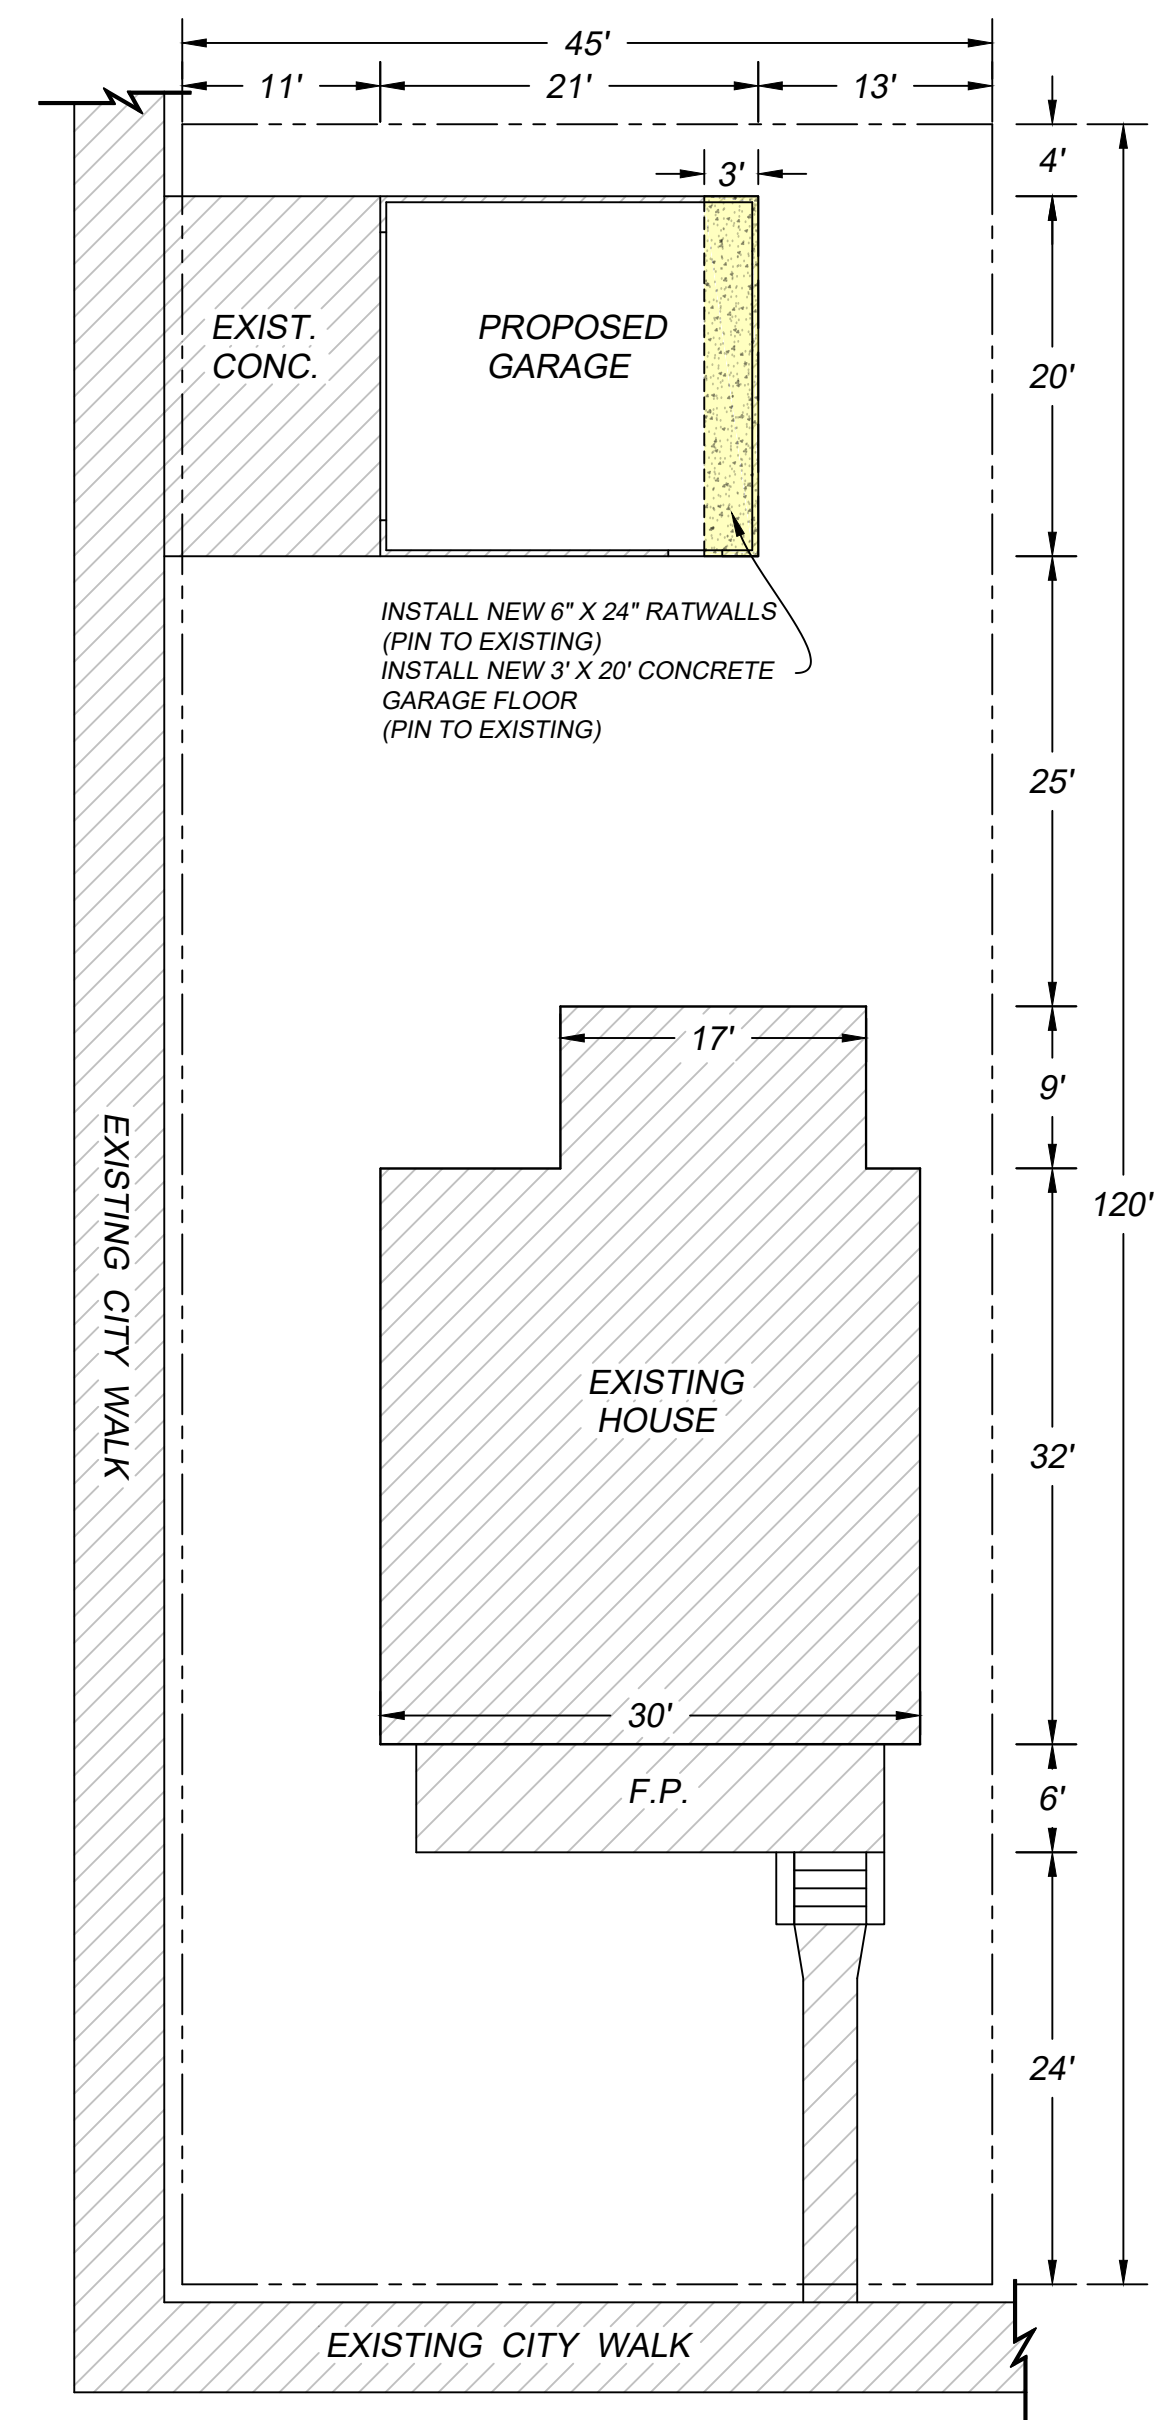 45'
11'
21'
13'
4'
3'
EXIST.
CONC.
PROPOSED
GARAGE
20'
INSTALL NEW 6" X 24" RATWALLS
(PIN TO EXISTING)
INSTALL NEW 3' X 20' CONCRETE
GARAGE FLOOR
(PIN TO EXISTING)
25'
17'
9'
120'
EXISTING CITY WALK
EXISTING
HOUSE
32'
30'
F.P.
6'
24'
EXISTING CITY WALK